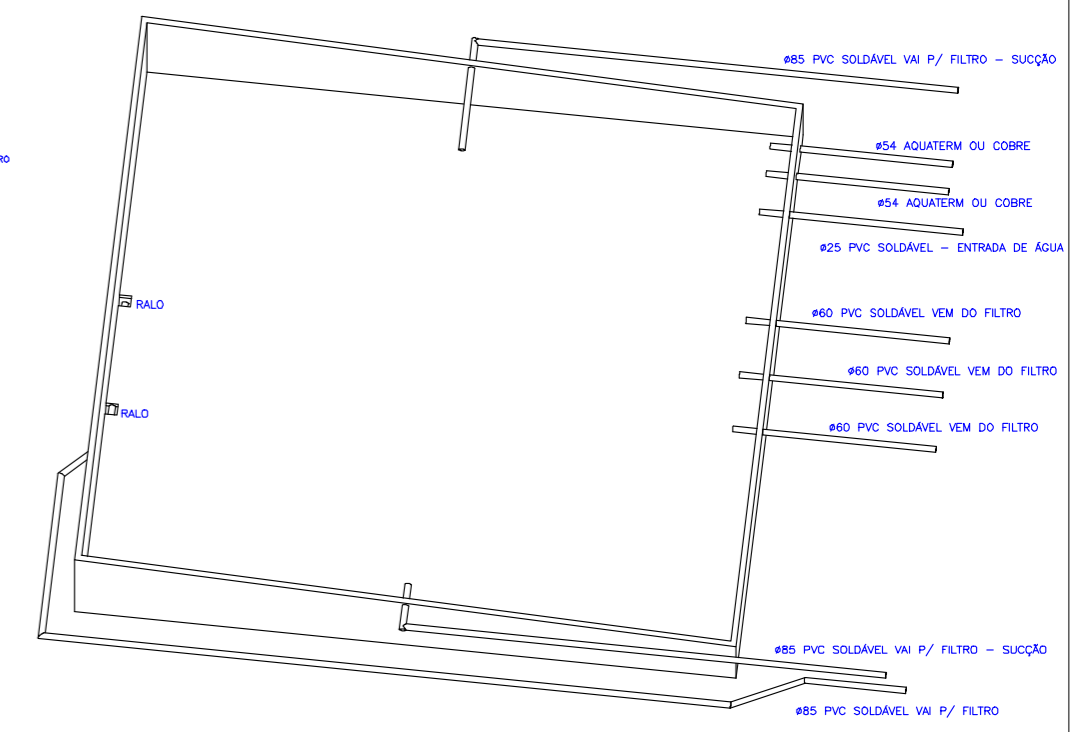 ø85 PVC SOLDÁVEL VAI P/ FILTRO – SUCÇÃO
ø54 AQUATERM OU COBRE
RO
ø54 AQUATERM OU COBRE
ø25 PVC SOLDÁVEL – ENTRADA DE ÁGUA
RALO
ø60 PVC SOLDÁVEL VEM DO FILTRO
ø60 PVC SOLDÁVEL VEM DO FILTRO
RALO
ø60 PVC SOLDÁVEL VEM DO FILTRO
ø85 PVC SOLDÁVEL VAI P/ FILTRO – SUCÇÃO
ø85 PVC SOLDÁVEL VAI P/ FILTRO